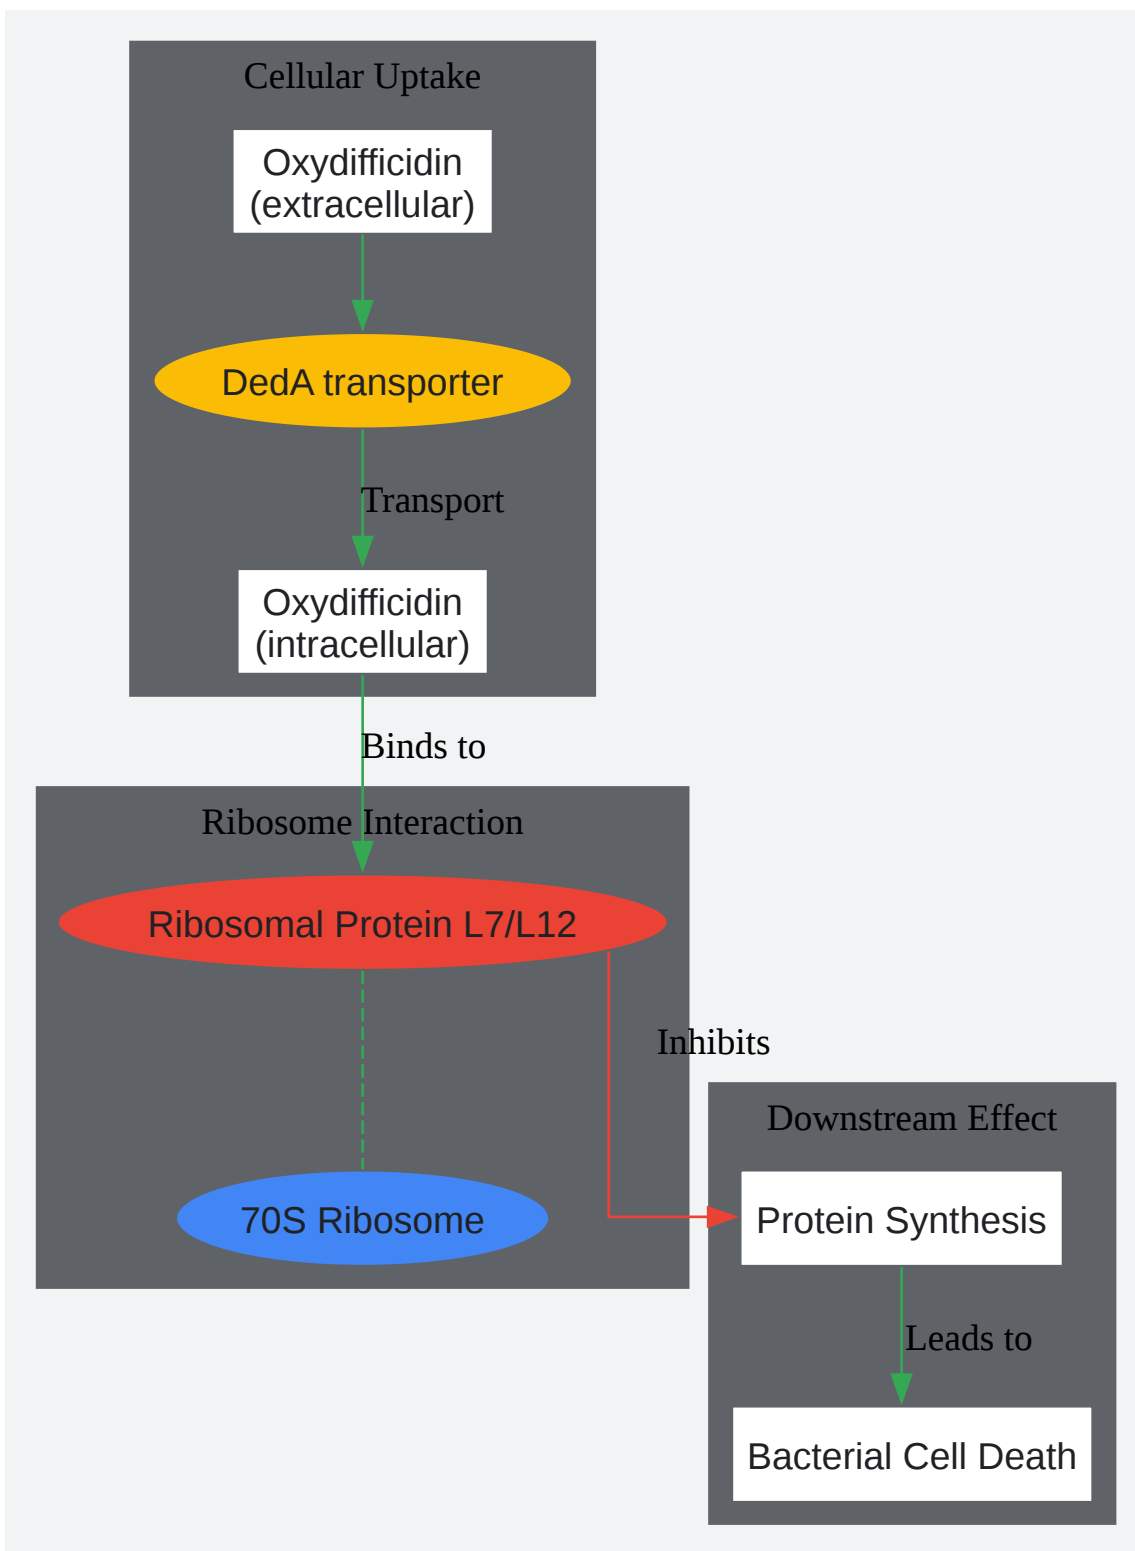 Cellular Uptake
Oxydifficidin
(extracellular)
DedA transporter
Transport
Oxydifficidin
(intracellular)
Binds to
Ribosome Interaction
Ribosomal Protein L7/L12
Inhibits
Downstream Effect
70S Ribosome
Protein Synthesis
Leads to
Bacterial Cell Death